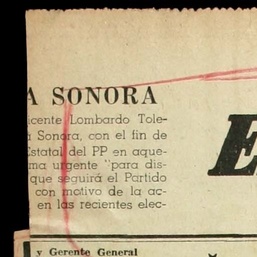 A SONORA
icente Lombardo Tole-
a Sonora, con el fin de
Estatal del PP en aque-
ma urgente "para dis-
que seguirá el Partido
con motivo de la ac-
en las recientes elec-
E
y Gerente General